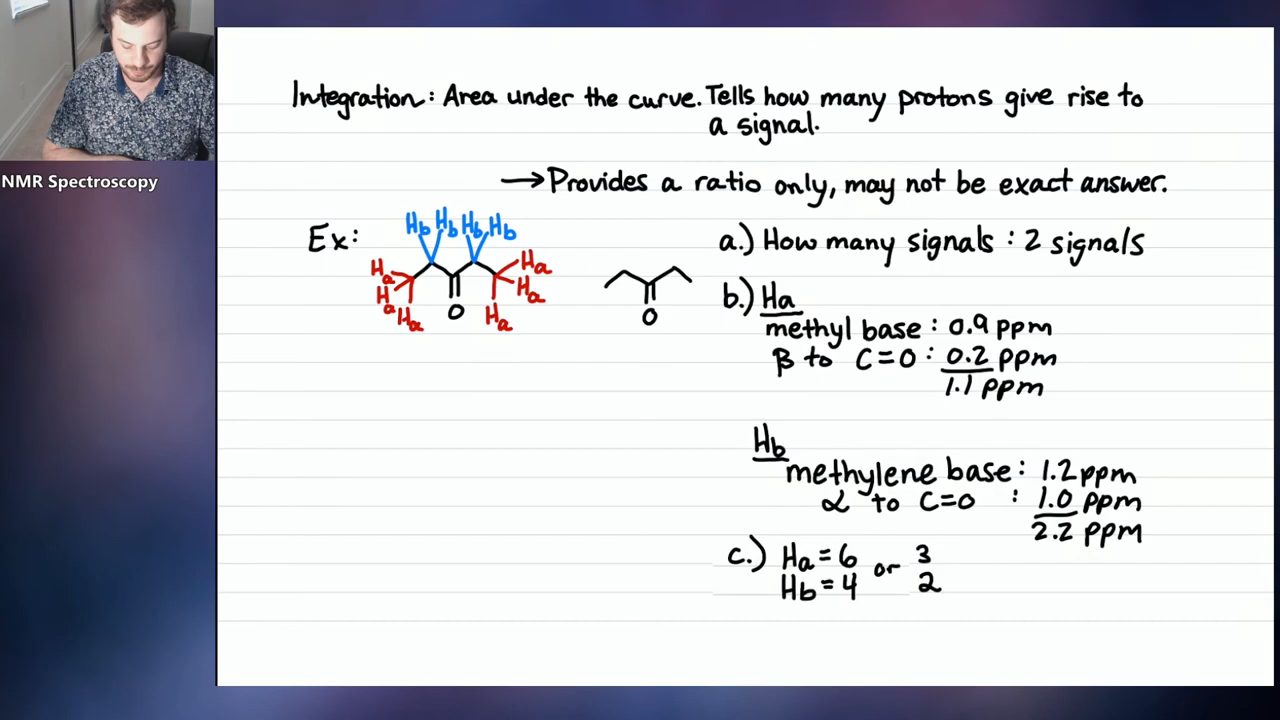 Integration: Area under the curve. Tells how many protons give rise to
a signal.
NMR Spectroscopy
→ Provides a ratio only, may not be exact answer.
Ex:
Hb Hb Hb Hb
Ha Ha Ha Ha Ha Ha
O
O
a.) How many signals : 2 signals
b.) Ha
methyl base : 0.9 ppm
β to C=O : 0.2 ppm
1.1 ppm
Hb
methylene base : 1.2 ppm
α to C=O : 1.0 ppm
2.2 ppm
c.) Ha = 6 or 3
Hb = 4 2